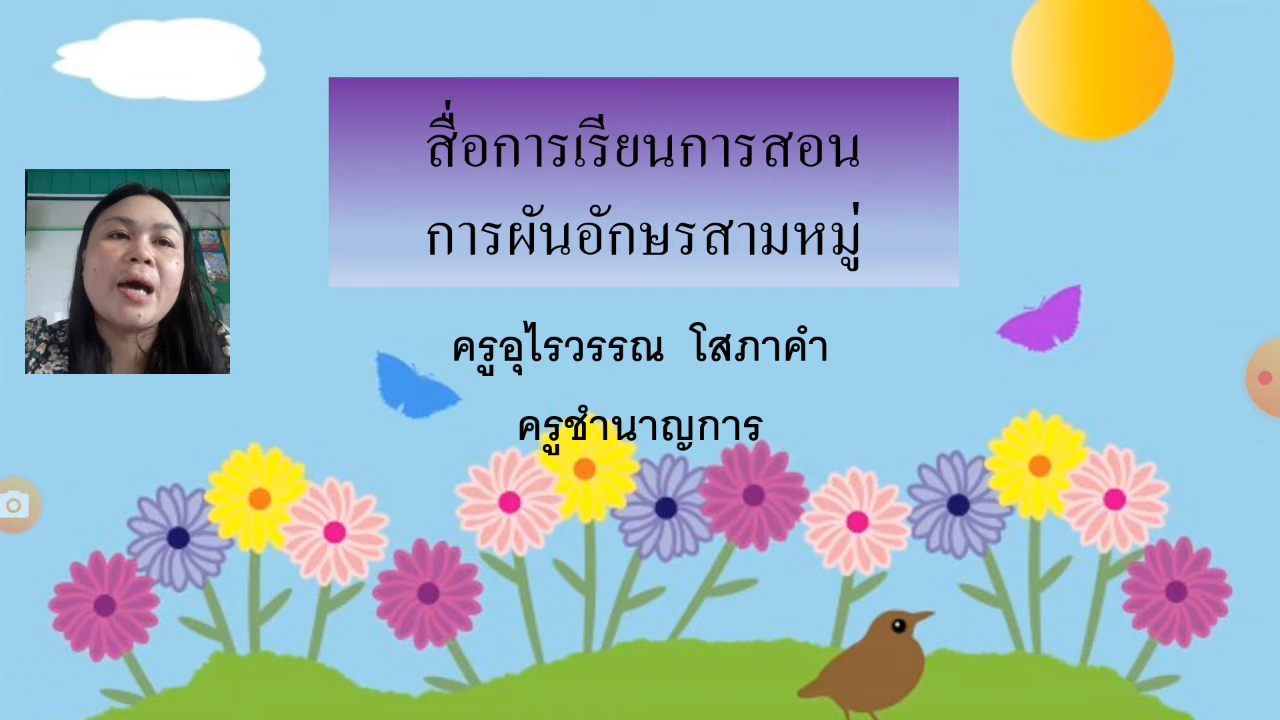 สื่อการเรียนการสอน
การผันอักษรสามหมู่
ครูอุไรวรรณ โสภาคำ
ครูชำนาญการ